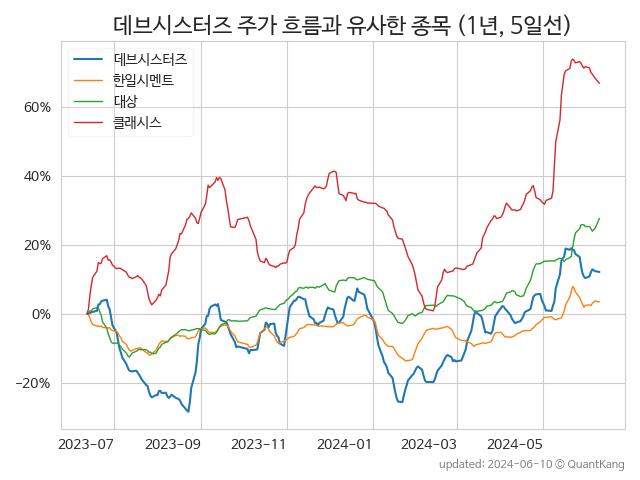 데브시스터즈 주가 흐름과 유사한 종목 (1년, 5일선)
데브시스터즈
한일시멘트
대상
클래시스
60%
40%
20%
0%
−20%
2023-07 2023-09 2023-11 2024-01 2024-03 2024-05
updated: 2024-06-10 © QuantKang